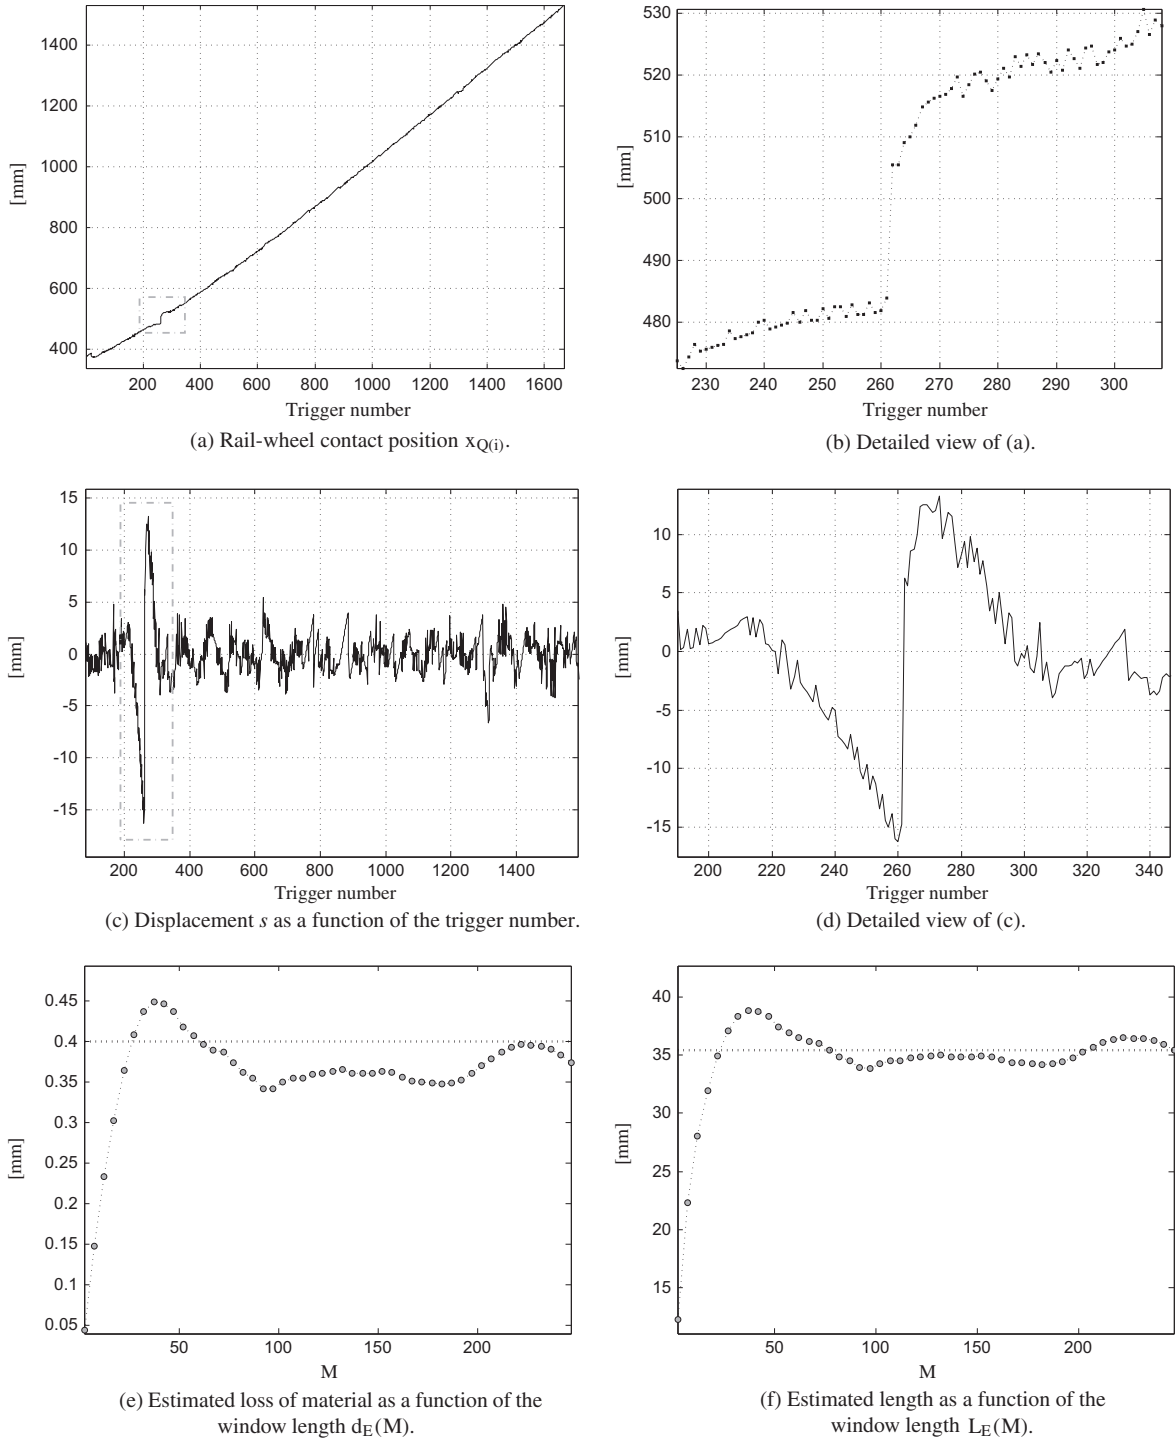 1400
1200
1000
800
600
400
[mm]
200 400 600 800 1000 1200 1400 1600
Trigger number
(a) Rail-wheel contact position xQ(i).
530
520
510
500
490
480
[mm]
230 240 250 260 270 280 290 300
Trigger number
(b) Detailed view of (a).
15
10
5
0
-5
-10
-15
[mm]
200 400 600 800 1000 1200 1400
Trigger number
(c) Displacement s as a function of the trigger number.
10
5
0
-5
-10
-15
[mm]
200 220 240 260 280 300 320 340
Trigger number
(d) Detailed view of (c).
0.45
0.4
0.35
0.3
0.25
0.2
0.15
0.1
0.05
[mm]
50 100 150 200
M
(e) Estimated loss of material as a function of the
window length dE(M).
40
35
30
25
20
15
[mm]
50 100 150 200
M
(f) Estimated length as a function of the
window length LE(M).